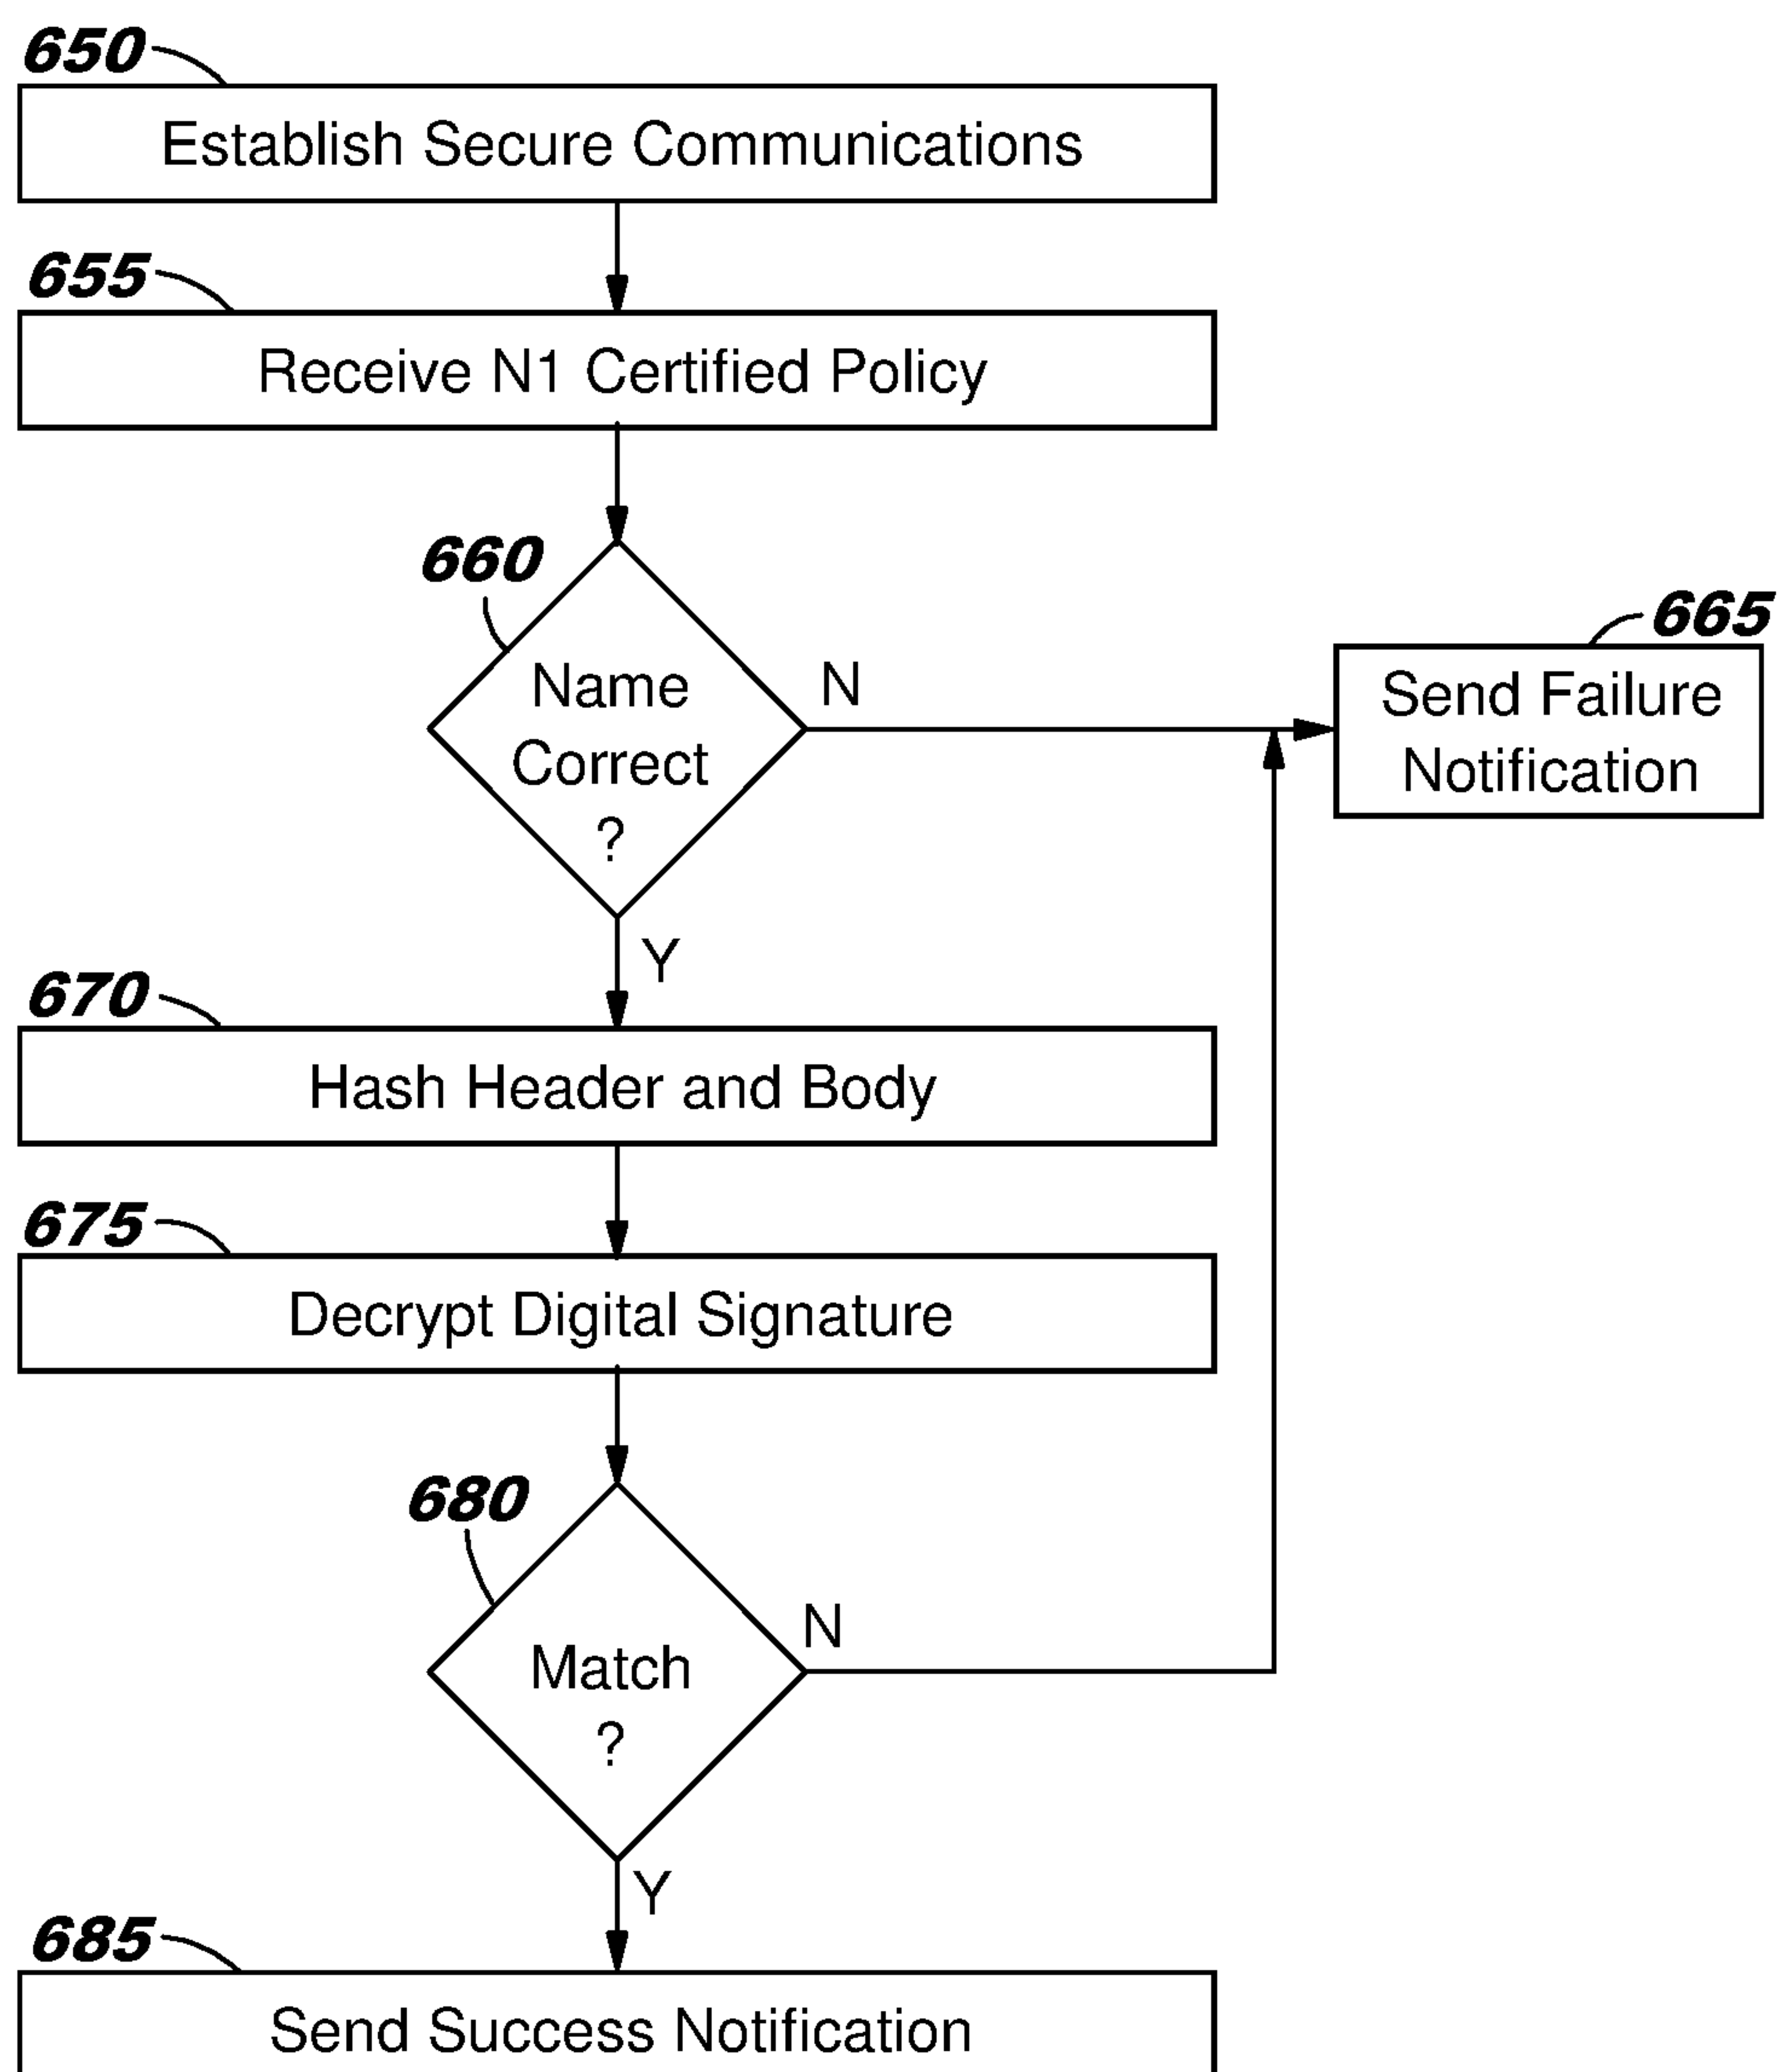 650
Establish Secure Communications
655
Receive N1 Certified Policy
660
Name
Correct
?
N
665
Send Failure
Notification
Y
670
Hash Header and Body
675
Decrypt Digital Signature
680
Match
?
N
Y
685
Send Success Notification